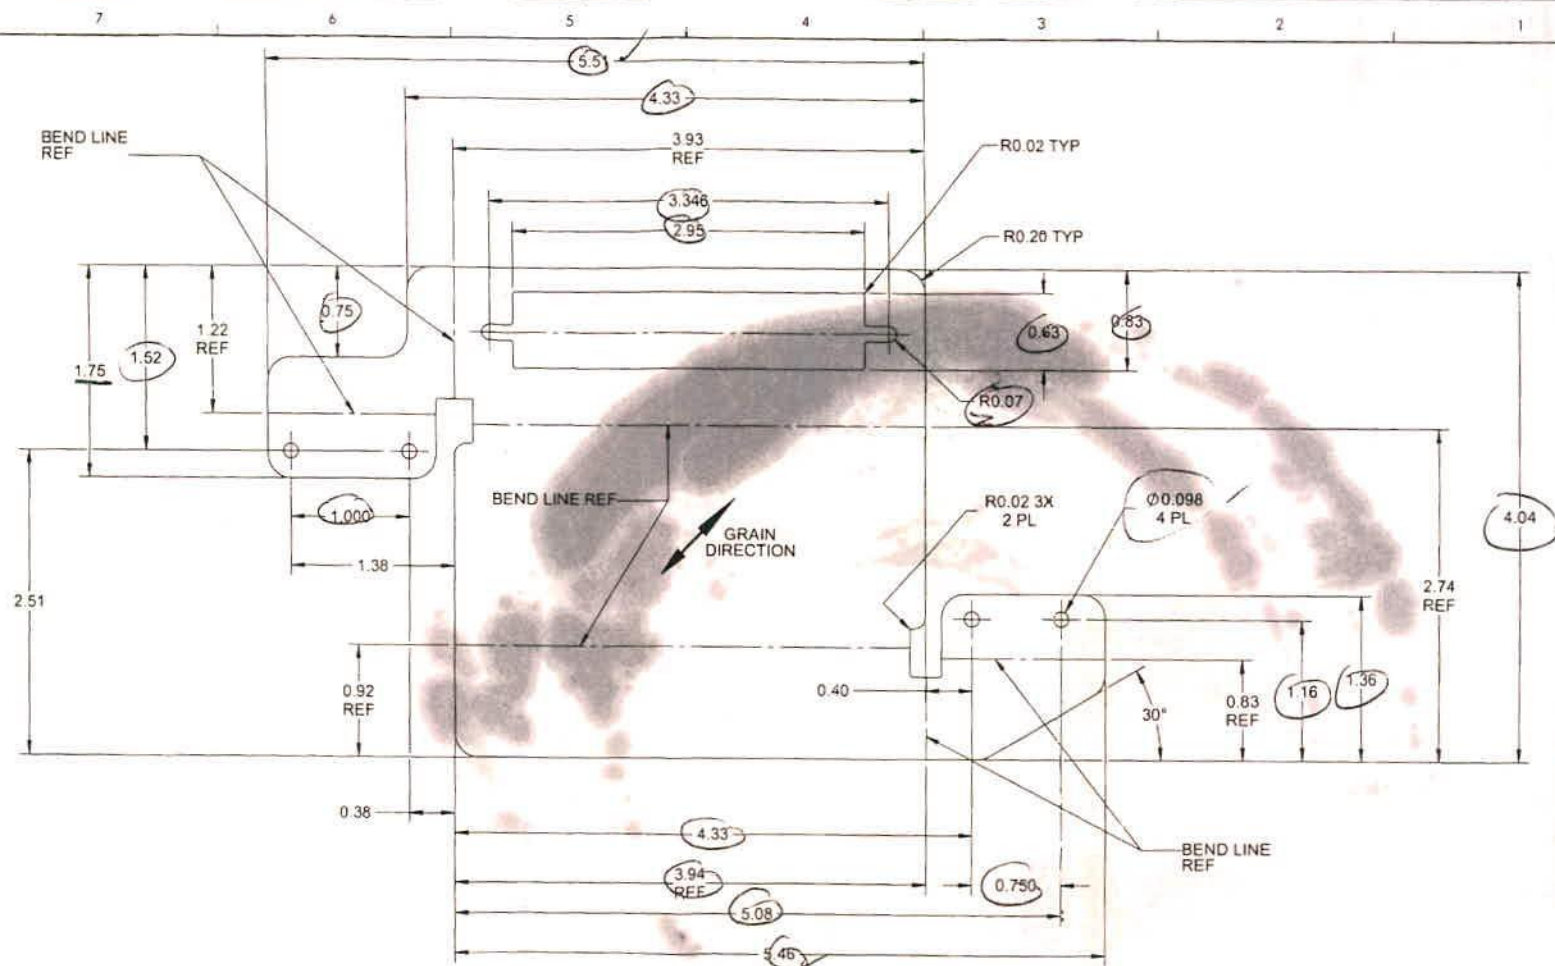 7 6 5 4 3 2 1
5.51
4.33
BEND LINE
REF
3.93
REF
R0.02 TYP
3.346
2.95
R0.20 TYP
0.75
1.22
REF
1.52
1.75
0.63
0.83
R0.07
BEND LINE REF
1.000
GRAIN
DIRECTION
R0.02 3X
2 PL
Ø0.098
4 PL
4.04
1.38
2.51
2.74
REF
0.92
REF
0.40
30°
0.83
REF
1.16
1.36
0.38
4.33
BEND LINE
REF
3.94
REF
0.750
5.08
5.46